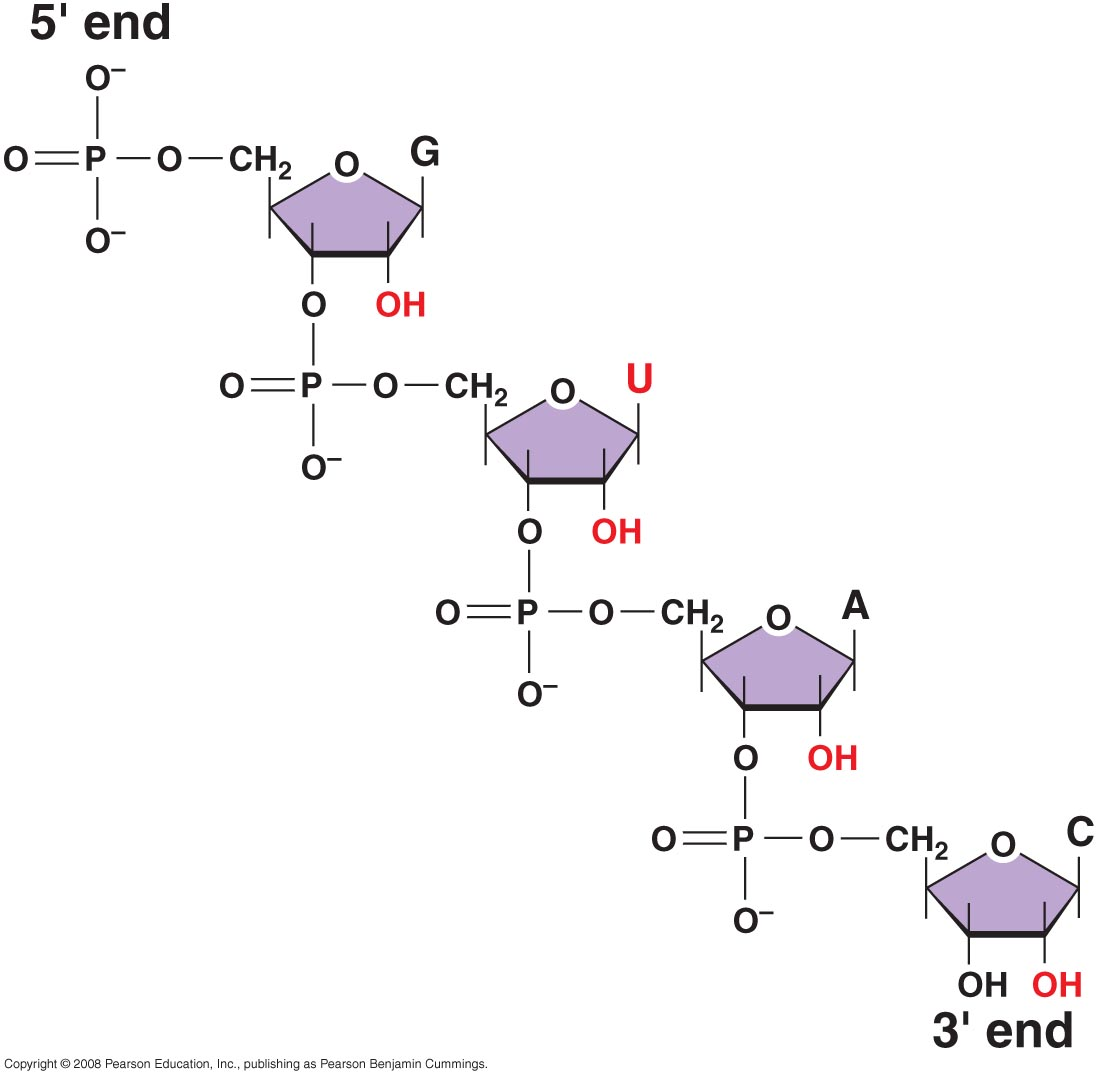 5' end
O–
O P O CH2 O G
O–
O OH
O P O CH2 O U
O–
O OH
O P O CH2 O A
O–
O OH
O P O CH2 O C
O–
OH OH
3' end
Copyright © 2008 Pearson Education, Inc., publishing as Pearson Benjamin Cummings.